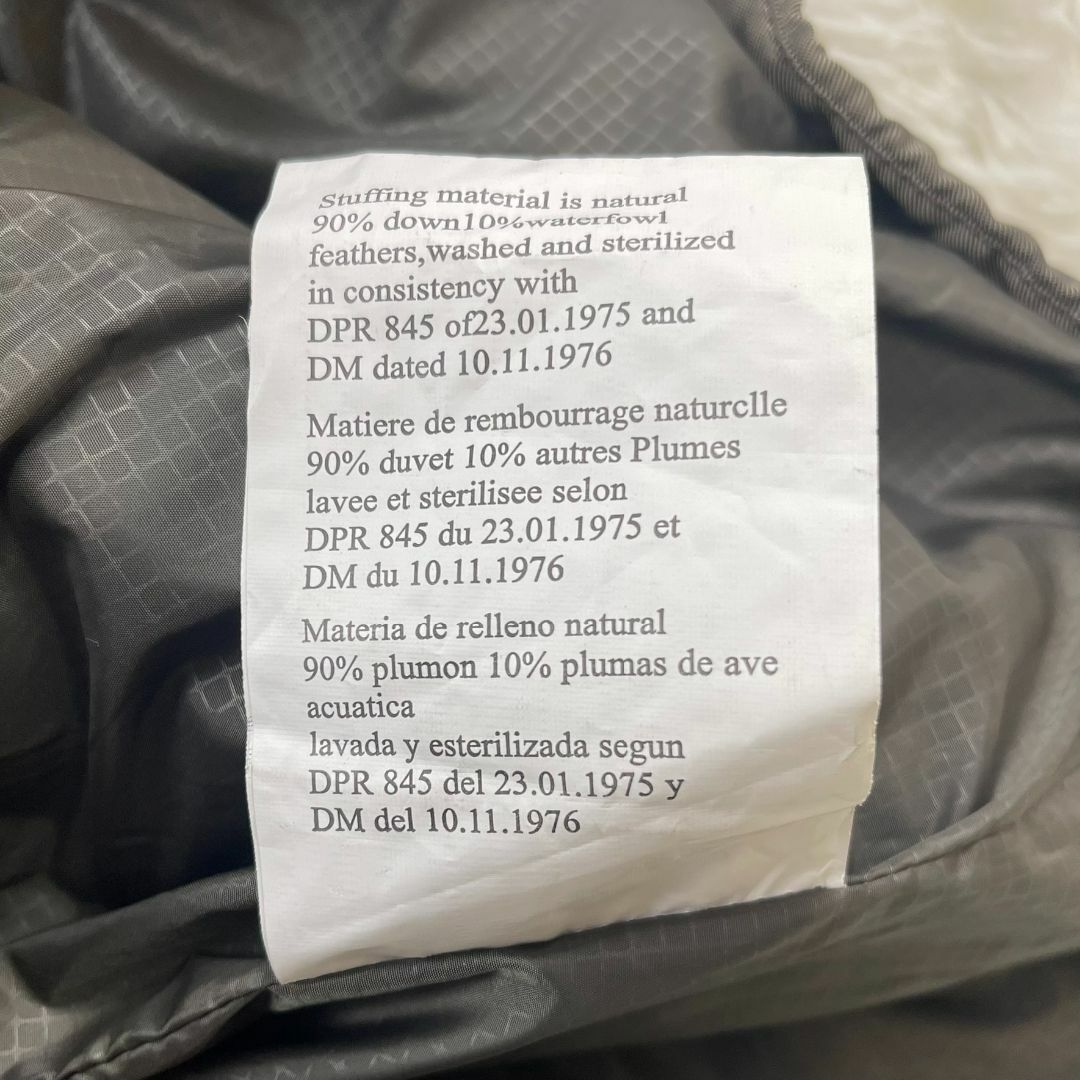 Stuffing material is natural
90% down10%waterfowl
feathers,washed and sterilized
in consistency with
DPR 845 of23.01.1975 and
DM dated 10.11.1976
Matiere de rembourrage naturclle
90% duvet 10% autres Plumes
lavee et sterilisee selon
DPR 845 du 23.01.1975 et
DM du 10.11.1976
Materia de relleno natural
90% plumon 10% plumas de ave
acuatica
lavada y esterilizada segun
DPR 845 del 23.01.1975 y
DM del 10.11.1976